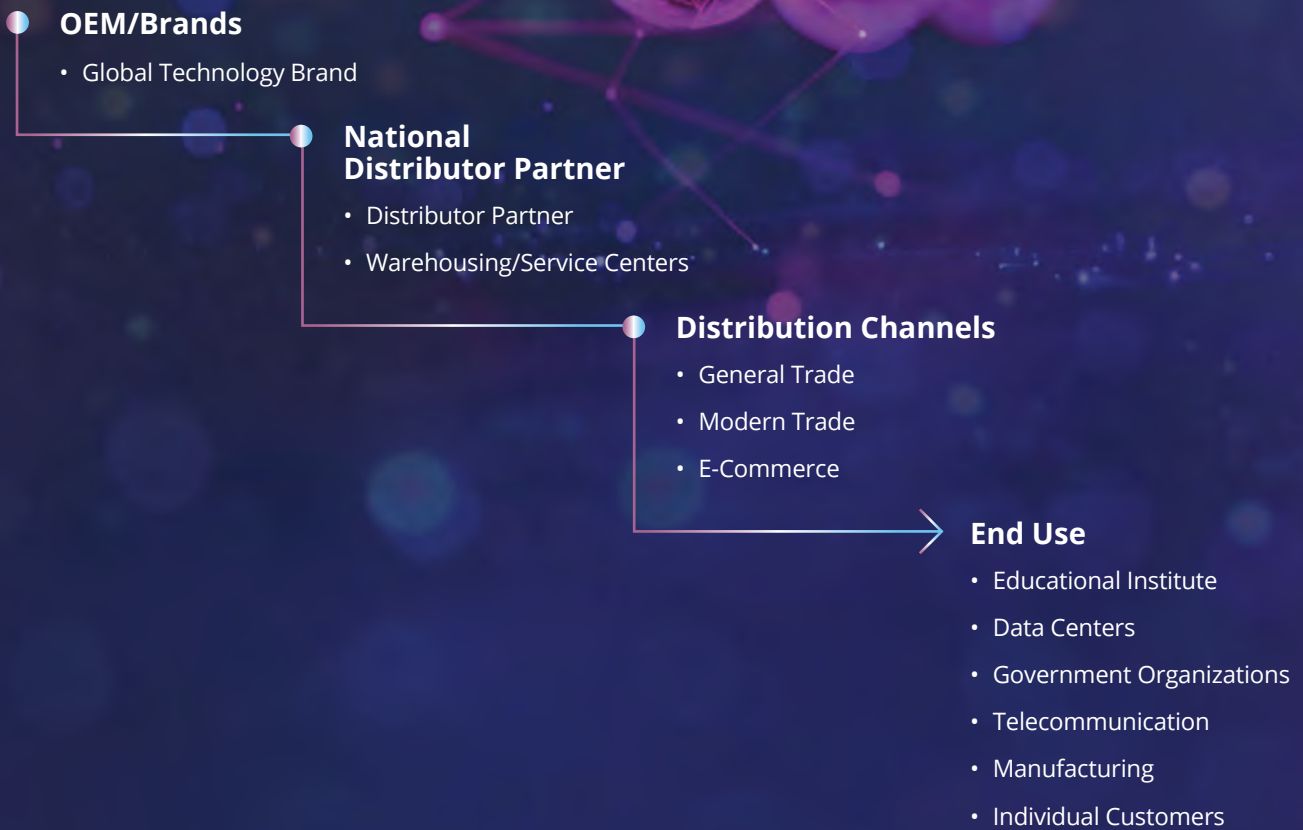 OEM/Brands
• Global Technology Brand
National
Distributor Partner
• Distributor Partner
• Warehousing/Service Centers
Distribution Channels
• General Trade
• Modern Trade
• E-Commerce
End Use
• Educational Institute
• Data Centers
• Government Organizations
• Telecommunication
• Manufacturing
• Individual Customers